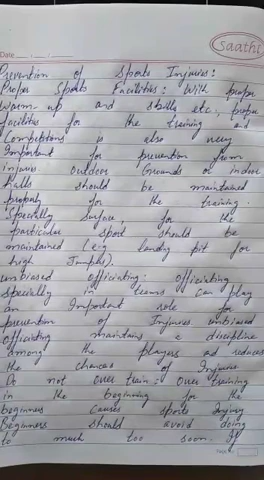 Saathi
Date
Prevention of Sports Injuries:
Proper Sports Facilities: With proper
warm-up and skills etc., proper
facilities for the training and
Competitions is also very
Important for prevention from
injuries. Outdoor Grounds or indoor
halls should be maintained
properly for the training.
Specially surface for the
particular sport should be
maintained (e.g. landing pit for
high Jumpes).
unbiased officiating: officiating
specially in teams can play
an Important role for
prevention of Injuries. unbiased
officiating maintains a discipline
among the players ad reduces
the chances of Injurie
Do not over train: over training
in the beginning for the
beginners causes sports Injury
Beginners should avoid doing
to much too soon. If